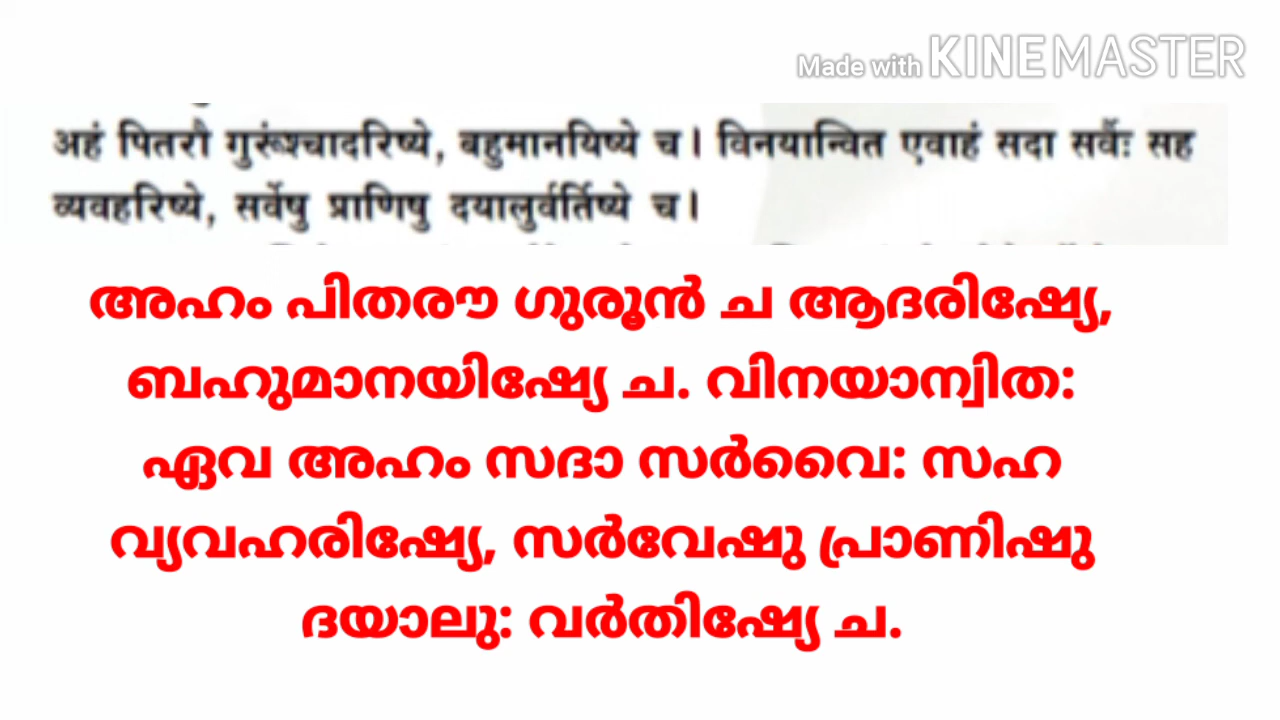 Made with KINEMASTER
अहं पितरौ गुरूंश्चादरिष्ये, बहुमानयिष्ये च। विनयान्वित एवाहं सदा सर्वैः सह
व्यवहरिष्ये, सर्वेषु प्राणिषु दयालुर्वर्तिष्ये च।
അഹം പിതരൗ ഗുരൂൻ ച ആദരിഷ്യേ,
ബഹുമാനയിഷ്യേ ച. വിനയാന്വിത:
ഏവ അഹം സദാ സർവൈ: സഹ
വ്യവഹരിഷ്യേ, സർവേഷു പ്രാണിഷു
ദയാലു: വർതിഷ്യേ ച.